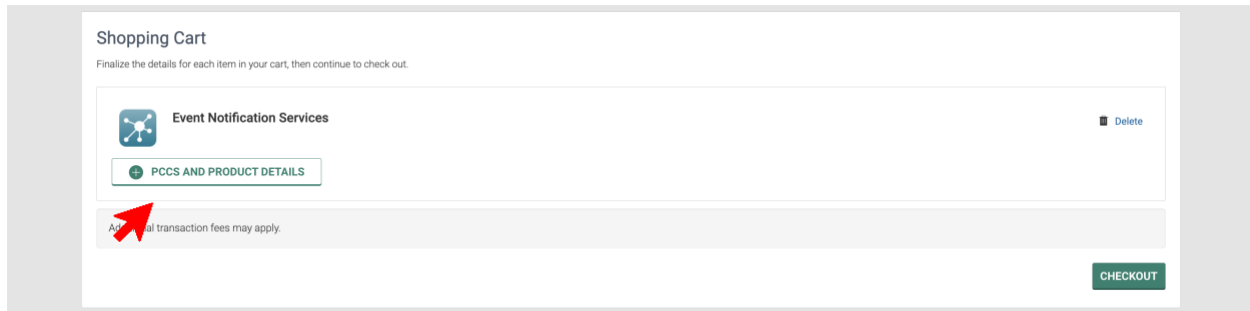 Shopping Cart
Finalize the details for each item in your cart, then continue to check out.
Event Notification Services
Delete
PCCS AND PRODUCT DETAILS
transaction fees may apply.
CHECKOUT